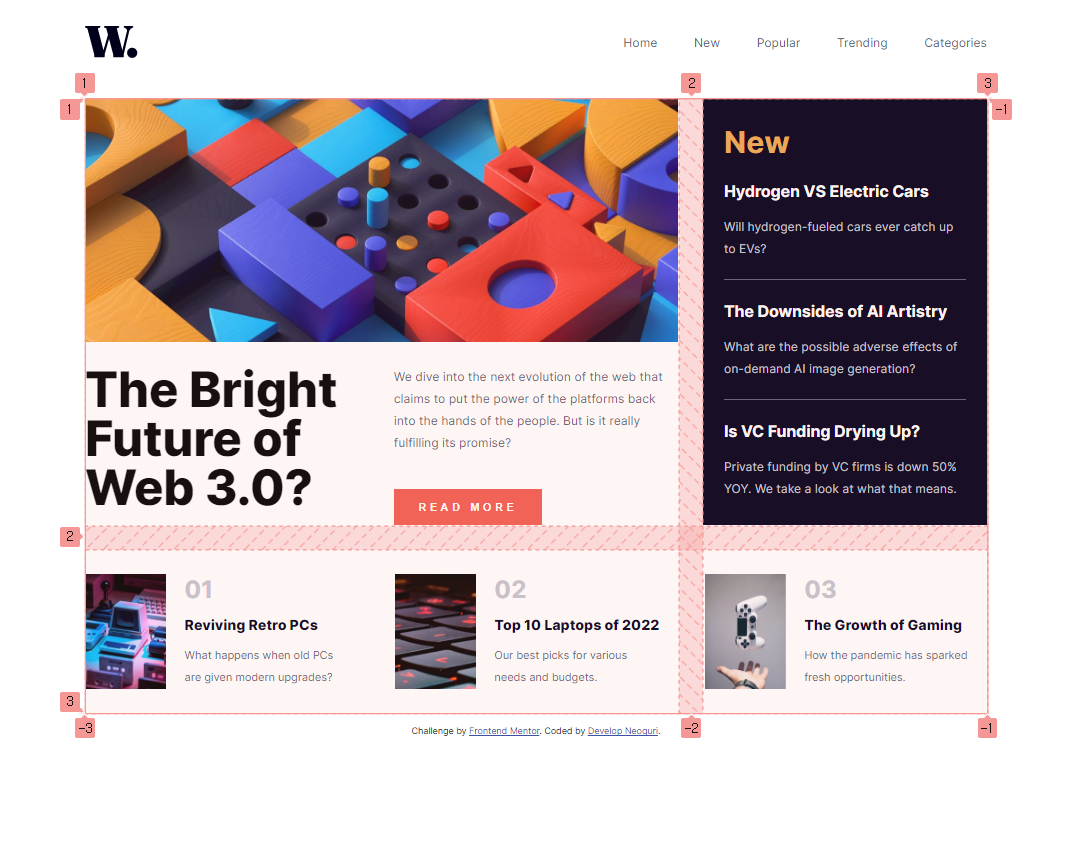 W.
Home New Popular Trending Categories
1 2 3
1 -1
New
Hydrogen VS Electric Cars
Will hydrogen-fueled cars ever catch up
to EVs?
The Downsides of AI Artistry
What are the possible adverse effects of
on-demand AI image generation?
Is VC Funding Drying Up?
Private funding by VC firms is down 50%
YOY. We take a look at what that means.
The Bright
Future of
Web 3.0?
We dive into the next evolution of the web that
claims to put the power of the platforms back
into the hands of the people. But is it really
fulfilling its promise?
READ MORE
2
01
Reviving Retro PCs
What happens when old PCs
are given modern upgrades?
02
Top 10 Laptops of 2022
Our best picks for various
needs and budgets.
03
The Growth of Gaming
How the pandemic has sparked
fresh opportunities.
3
-3 -2 -1
Challenge by Frontend Mentor. Coded by Develop Neoguri.